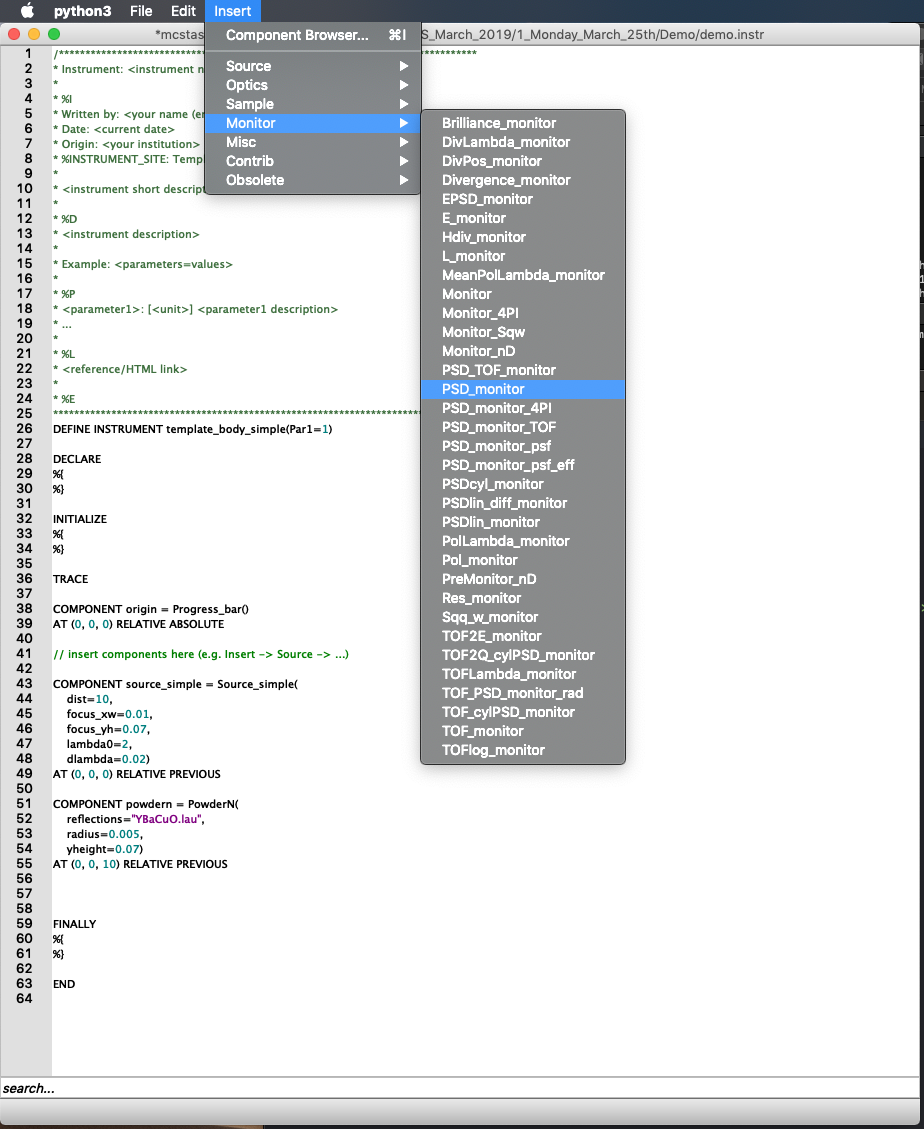 python3 File Edit Insert
*mcstas S_March_2019/1_Monday_March_25th/Demo/demo.instr
Component Browser... ⌘I
Source
Optics
Sample
Monitor
Misc
Contrib
Obsolete
Brilliance_monitor
DivLambda_monitor
DivPos_monitor
Divergence_monitor
EPSD_monitor
E_monitor
Hdiv_monitor
L_monitor
MeanPolLambda_monitor
Monitor
Monitor_4PI
Monitor_Sqw
Monitor_nD
PSD_TOF_monitor
PSD_monitor
PSD_monitor_4PI
PSD_monitor_TOF
PSD_monitor_psf
PSD_monitor_psf_eff
PSDcyl_monitor
PSDlin_diff_monitor
PSDlin_monitor
PolLambda_monitor
Pol_monitor
PreMonitor_nD
Res_monitor
Sqq_w_monitor
TOF2E_monitor
TOF2Q_cylPSD_monitor
TOFLambda_monitor
TOF_PSD_monitor_rad
TOF_cylPSD_monitor
TOF_monitor
TOFlog_monitor
1 /**********************************************************************
2 * Instrument: <instrument n
3 *
4 * %I
5 * Written by: <your name (em
6 * Date: <current date>
7 * Origin: <your institution>
8 * %INSTRUMENT_SITE: Templ
9 *
10 * <instrument short descript
11 *
12 * %D
13 * <instrument description>
14 *
15 * Example: <parameters=values>
16 *
17 * %P
18 * <parameter1>: [<unit>] <parameter1 description>
19 * ...
20 *
21 * %L
22 * <reference/HTML link>
23 *
24 * %E
25 **********************************************************************
26 DEFINE INSTRUMENT template_body_simple(Par1=1)
27
28 DECLARE
29 %{
30 %}
31
32 INITIALIZE
33 %{
34 %}
35
36 TRACE
37
38 COMPONENT origin = Progress_bar()
39 AT (0, 0, 0) RELATIVE ABSOLUTE
40
41 // insert components here (e.g. Insert -> Source -> ...)
42
43 COMPONENT source_simple = Source_simple(
44 dist=10,
45 focus_xw=0.01,
46 focus_yh=0.07,
47 lambda0=2,
48 dlambda=0.02)
49 AT (0, 0, 0) RELATIVE PREVIOUS
50
51 COMPONENT powdern = PowderN(
52 reflections="YBaCuO.lau",
53 radius=0.005,
54 yheight=0.07)
55 AT (0, 0, 10) RELATIVE PREVIOUS
56
57
58
59 FINALLY
60 %{
61 %}
62
63 END
64
search...